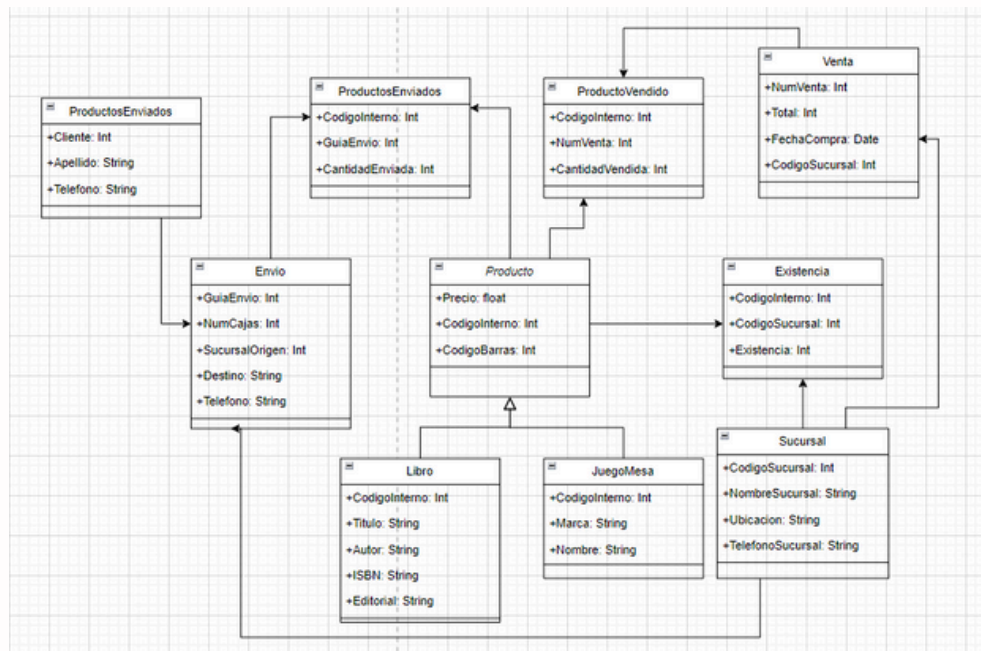 ProductosEnviados
+Cliente: Int
+Apellido: String
+Telefono: String
ProductosEnviados
+CodigoInterno: Int
+GuiaEnvio: Int
+CantidadEnviada: Int
ProductoVendido
+CodigoInterno: Int
+NumVenta: Int
+CantidadVendida: Int
Venta
+NumVenta: Int
+Total: Int
+FechaCompra: Date
+CodigoSucursal: Int
Envio
+GuiaEnvio: Int
+NumCajas: Int
+SucursalOrigen: Int
+Destino: String
+Telefono: String
Producto
+Precio: float
+CodigoInterno: Int
+CodigoBarras: Int
Existencia
+CodigoInterno: Int
+CodigoSucursal: Int
+Existencia: Int
Libro
+CodigoInterno: Int
+Titulo: String
+Autor: String
+ISBN: String
+Editorial: String
JuegoMesa
+CodigoInterno: Int
+Marca: String
+Nombre: String
Sucursal
+CodigoSucursal: Int
+NombreSucursal: String
+Ubicacion: String
+TelefonoSucursal: String